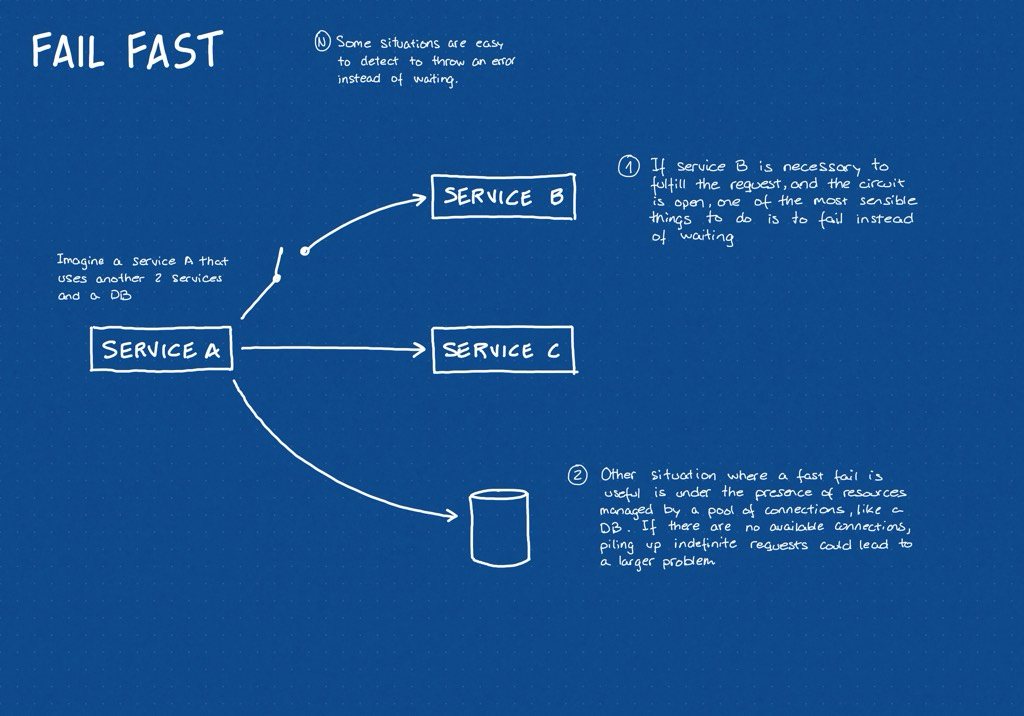 FAIL FAST
N Some situations are easy
to detect to throw an error
instead of waiting.
1 If service B is necessary to
fulfill the request, and the circuit
is open, one of the most sensible
things to do is to fail instead
of waiting
SERVICE B
Imagine a service A that
uses another 2 services
and a DB
SERVICE A
SERVICE C
2 Other situation where a fast fail is
useful is under the presence of resources
managed by a pool of connections, like a
DB. If there are no available connections,
piling up indefinite requests could lead to
a larger problem